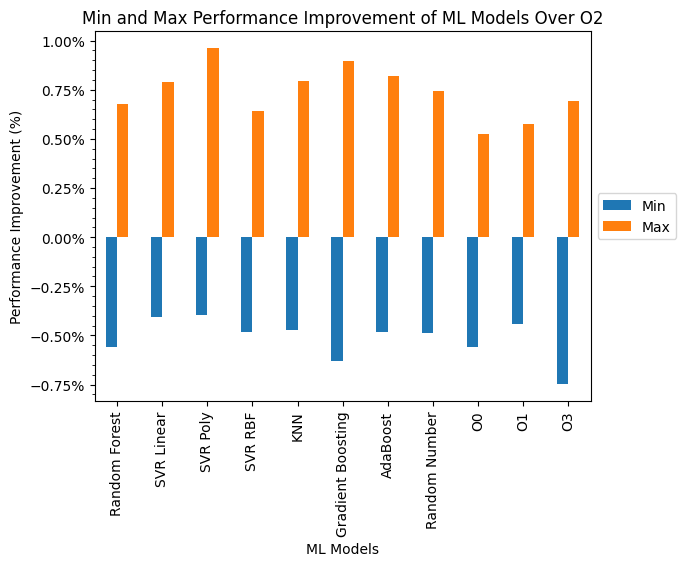 Min and Max Performance Improvement of ML Models Over O2
Performance Improvement (%)
1.00%
0.75%
0.50%
0.25%
0.00%
−0.25%
−0.50%
−0.75%
Min
Max
Random Forest
SVR Linear
SVR Poly
SVR RBF
KNN
Gradient Boosting
AdaBoost
Random Number
O0
O1
O3
ML Models